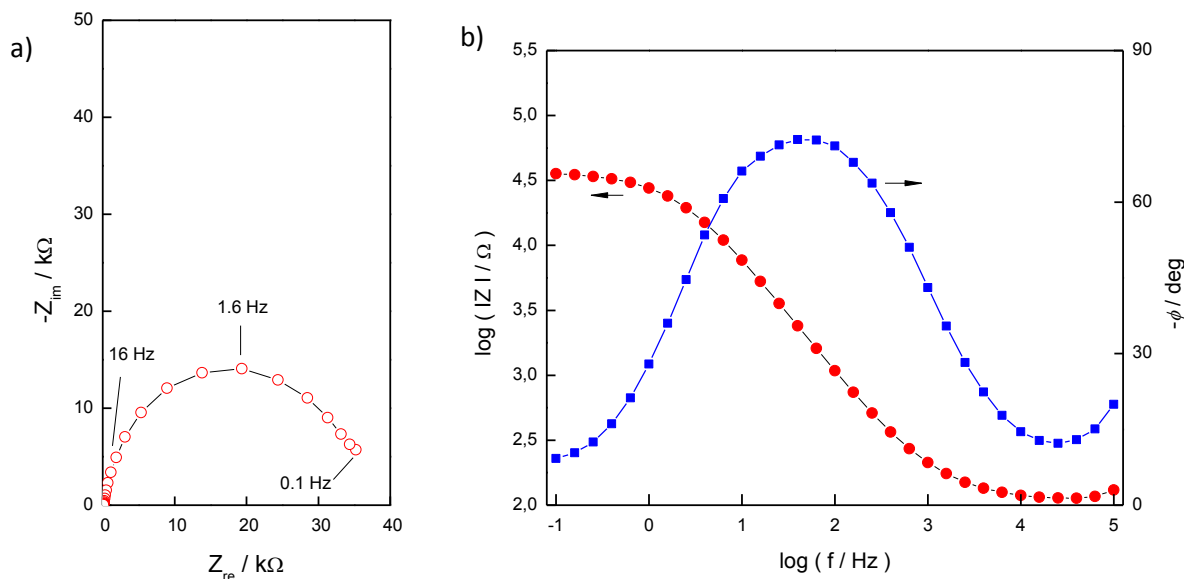 a)
50
40
30
20
10
0
-Z_im / kΩ
16 Hz
1.6 Hz
0.1 Hz
0 10 20 30 40
Z_re / kΩ
b)
5,5
5,0
4,5
4,0
3,5
3,0
2,5
2,0
log ( |Z | / Ω )
-1 0 1 2 3 4 5
log ( f / Hz )
90
60
30
0
-ϕ / deg